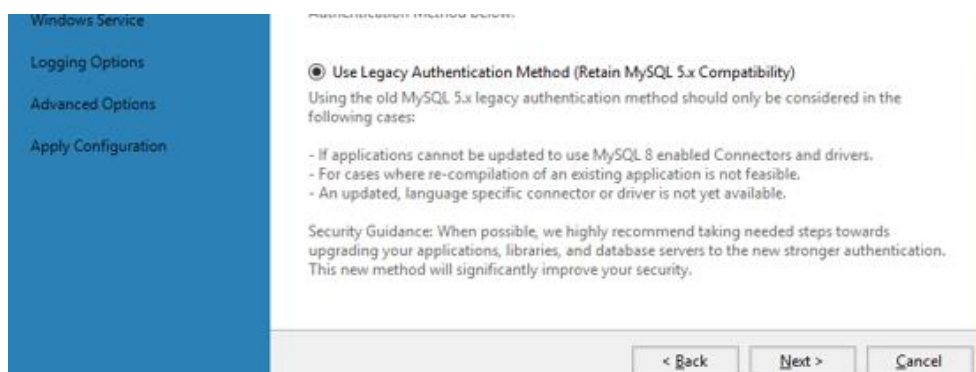 Windows Service
Logging Options
Advanced Options
Apply Configuration
Authentication Method below.
Use Legacy Authentication Method (Retain MySQL 5.x Compatibility)
Using the old MySQL 5.x legacy authentication method should only be considered in the
following cases:
- If applications cannot be updated to use MySQL 8 enabled Connectors and drivers.
- For cases where re-compilation of an existing application is not feasible.
- An updated, language specific connector or driver is not yet available.
Security Guidance: When possible, we highly recommend taking needed steps towards
upgrading your applications, libraries, and database servers to the new stronger authentication.
This new method will significantly improve your security.
< Back
Next >
Cancel